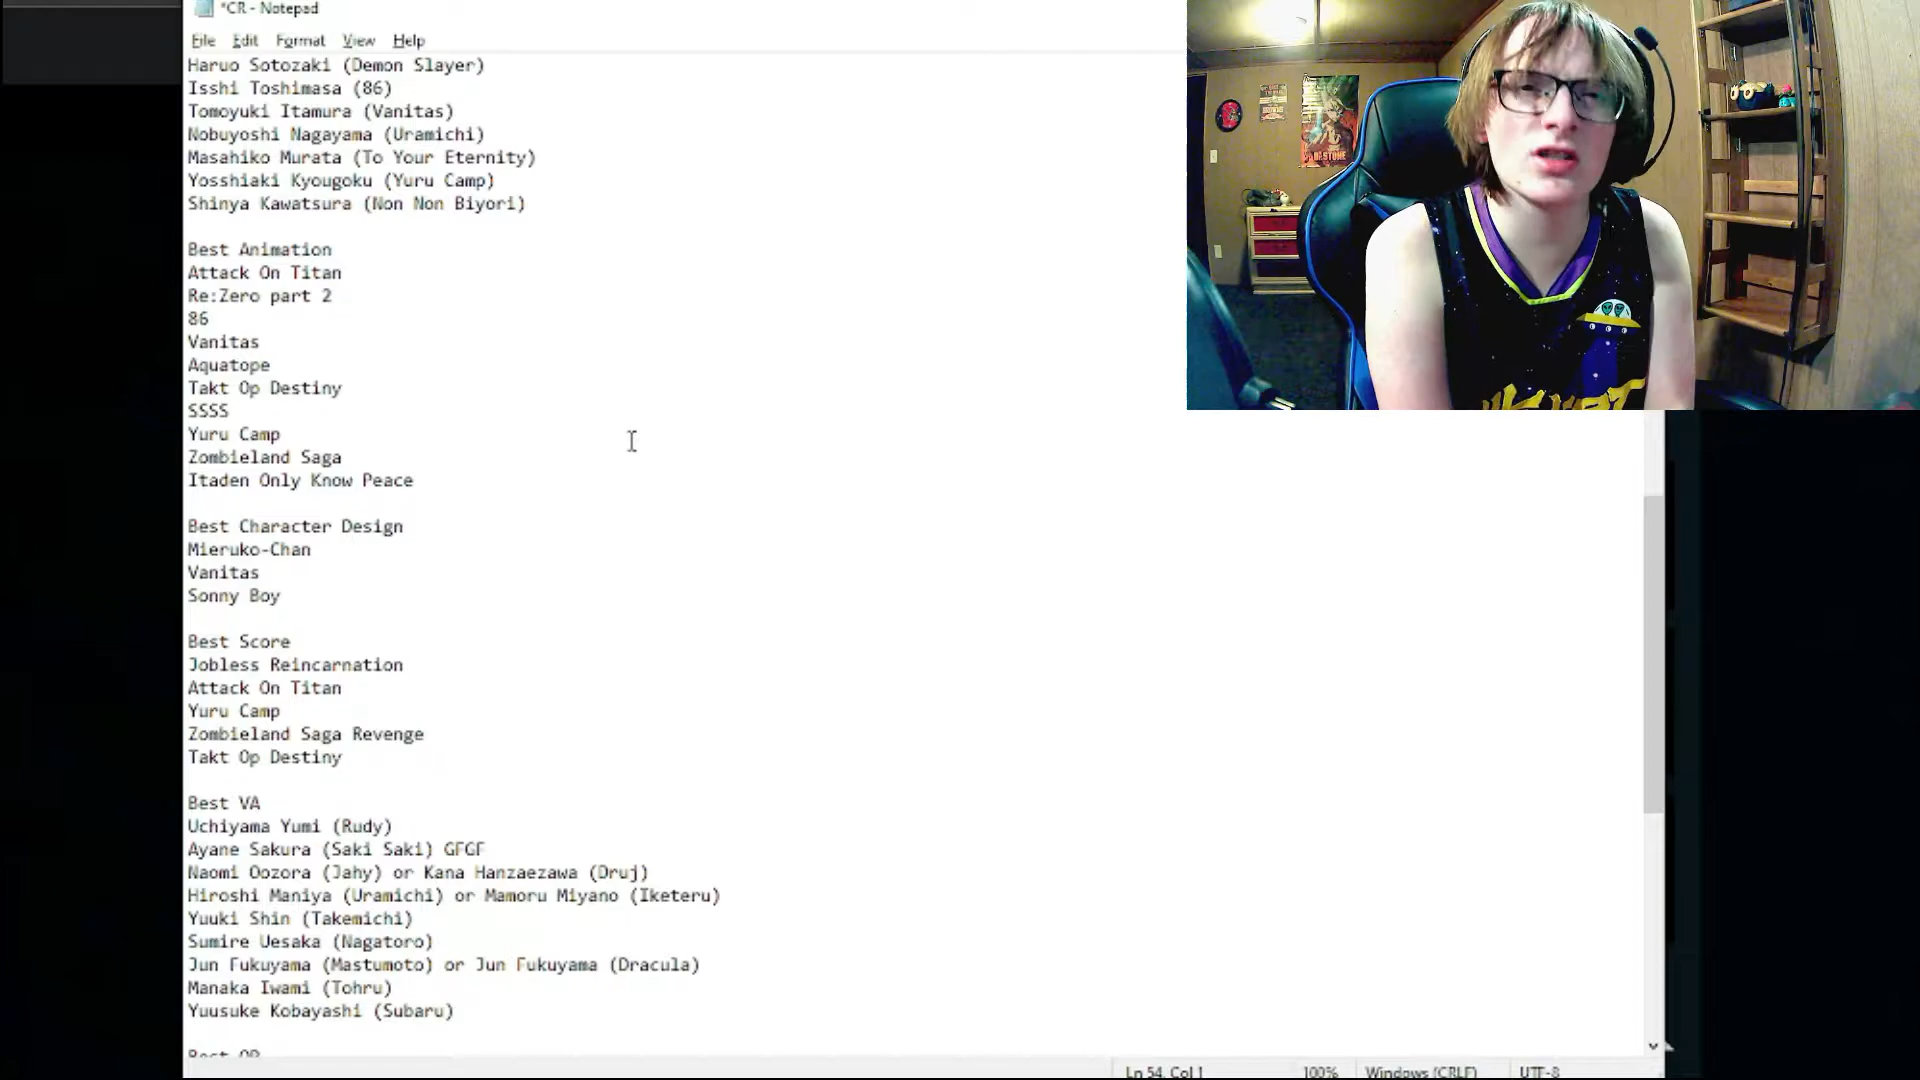 *CR - Notepad
File Edit Format View Help
Haruo Sotozaki (Demon Slayer)
Isshi Toshimasa (86)
Tomoyuki Itamura (Vanitas)
Nobuyoshi Nagayama (Uramichi)
Masahiko Murata (To Your Eternity)
Yosshiaki Kyougoku (Yuru Camp)
Shinya Kawatsura (Non Non Biyori)
Best Animation
Attack On Titan
Re:Zero part 2
86
Vanitas
Aquatope
Takt Op Destiny
SSSS
Yuru Camp
Zombieland Saga
Itaden Only Know Peace
Best Character Design
Mieruko-Chan
Vanitas
Sonny Boy
Best Score
Jobless Reincarnation
Attack On Titan
Yuru Camp
Zombieland Saga Revenge
Takt Op Destiny
Best VA
Uchiyama Yumi (Rudy)
Ayane Sakura (Saki Saki) GFGF
Naomi Oozora (Jahy) or Kana Hanzaezawa (Druj)
Hiroshi Maniya (Uramichi) or Mamoru Miyano (Iketeru)
Yuuki Shin (Takemichi)
Sumire Uesaka (Nagatoro)
Jun Fukuyama (Mastumoto) or Jun Fukuyama (Dracula)
Manaka Iwami (Tohru)
Yuusuke Kobayashi (Subaru)
Best OP
Ln 54, Col 1 100% Windows (CRLF) UTF-8